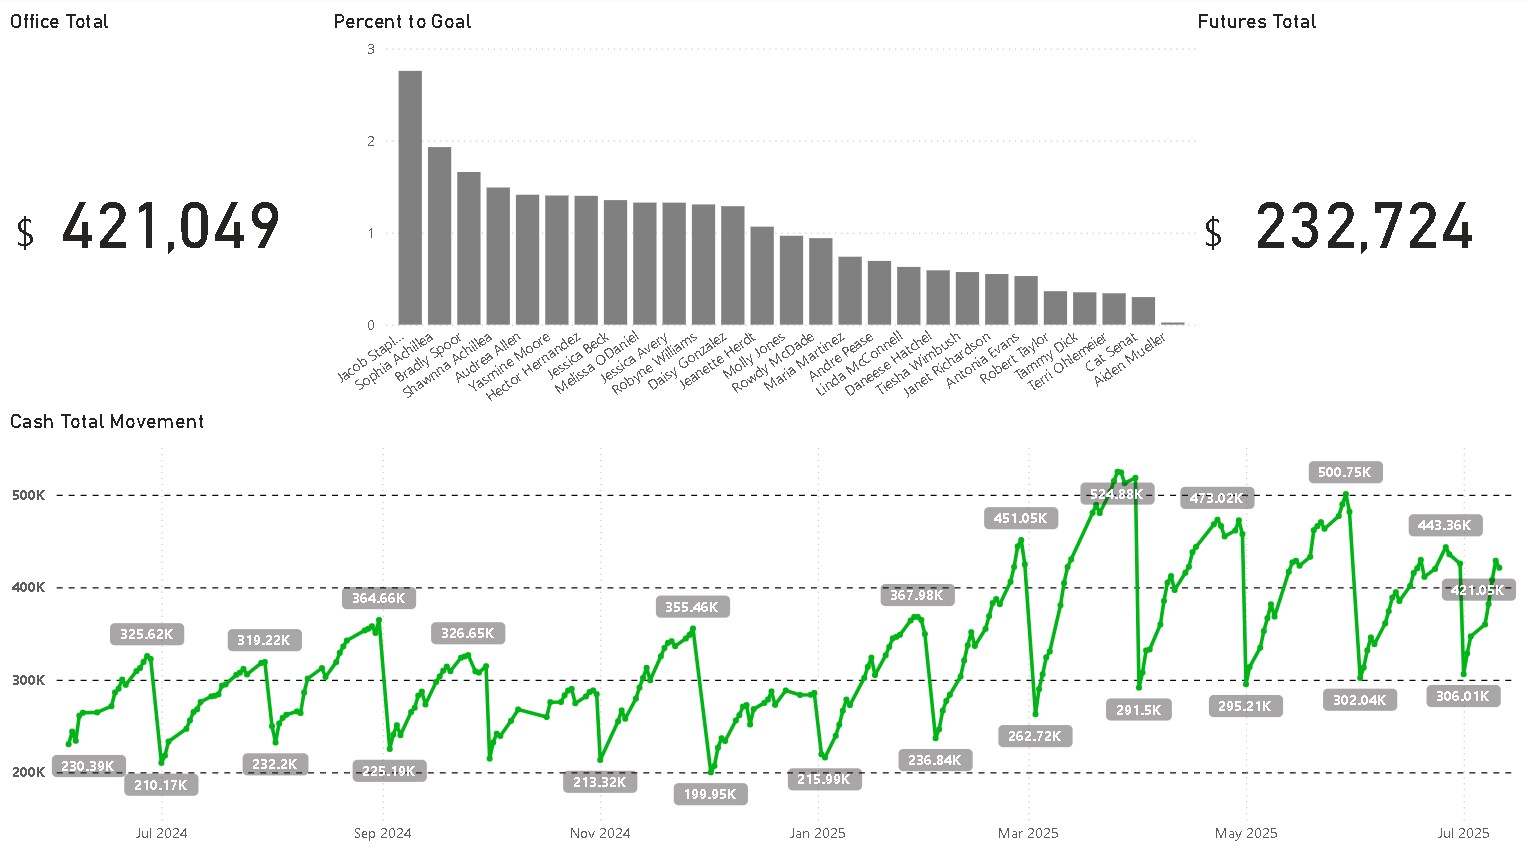 Office Total
Percent to Goal
Futures Total
3
2
1
0
$ 421,049
$ 232,724
Jacob Stapl...
Sophia Achillea
Bradly Spoor
Shawnna Achillea
Audrea Allen
Yasmine Moore
Hector Hernandez
Jessica Beck
Melissa ODaniel
Jessica Avery
Robyne Williams
Daisy Gonzalez
Jeanette Herdt
Molly Jones
Rowdy McDade
Maria Martinez
Andre Pease
Linda McConnell
Daneese Hatchel
Tiesha Wimbush
Janet Richardson
Antonia Evans
Robert Taylor
Tammy Dick
Terri Ohlemeier
Cat Senat
Aiden Mueller
Cash Total Movement
500K
400K
300K
200K
230.39K
325.62K
210.17K
319.22K
232.2K
364.66K
225.19K
326.65K
213.32K
355.46K
199.95K
215.99K
367.98K
236.84K
451.05K
262.72K
524.88K
291.5K
473.02K
295.21K
500.75K
302.04K
443.36K
306.01K
421.05K
Jul 2024
Sep 2024
Nov 2024
Jan 2025
Mar 2025
May 2025
Jul 2025